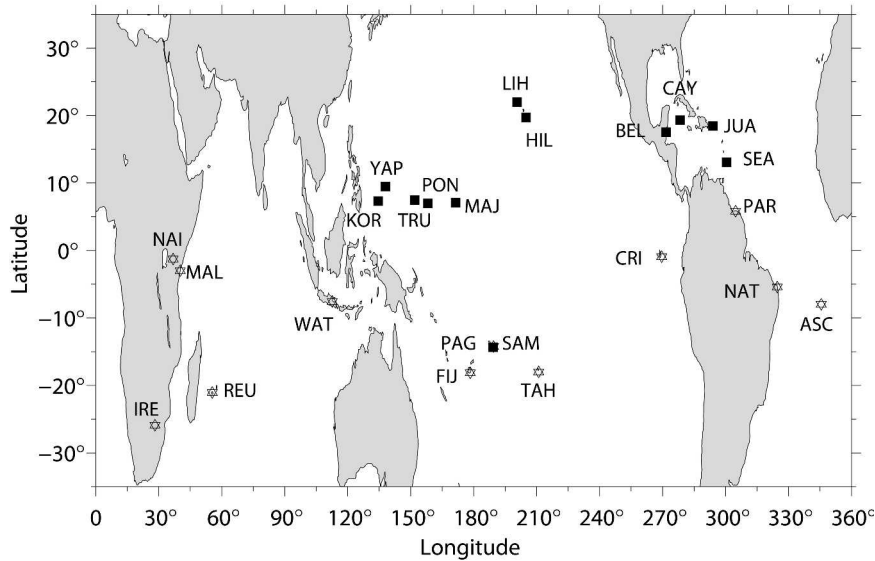 30°
20°
10°
0°
−10°
−20°
−30°
Latitude
LIH
CAY
HIL
BEL
JUA
SEA
YAP
PON
KOR
TRU
MAJ
PAR
NAI
MAL
CRI
NAT
WAT
ASC
PAG
SAM
FIJ
TAH
REU
IRE
0° 30° 60° 90° 120° 150° 180° 210° 240° 270° 300° 330° 360°
Longitude